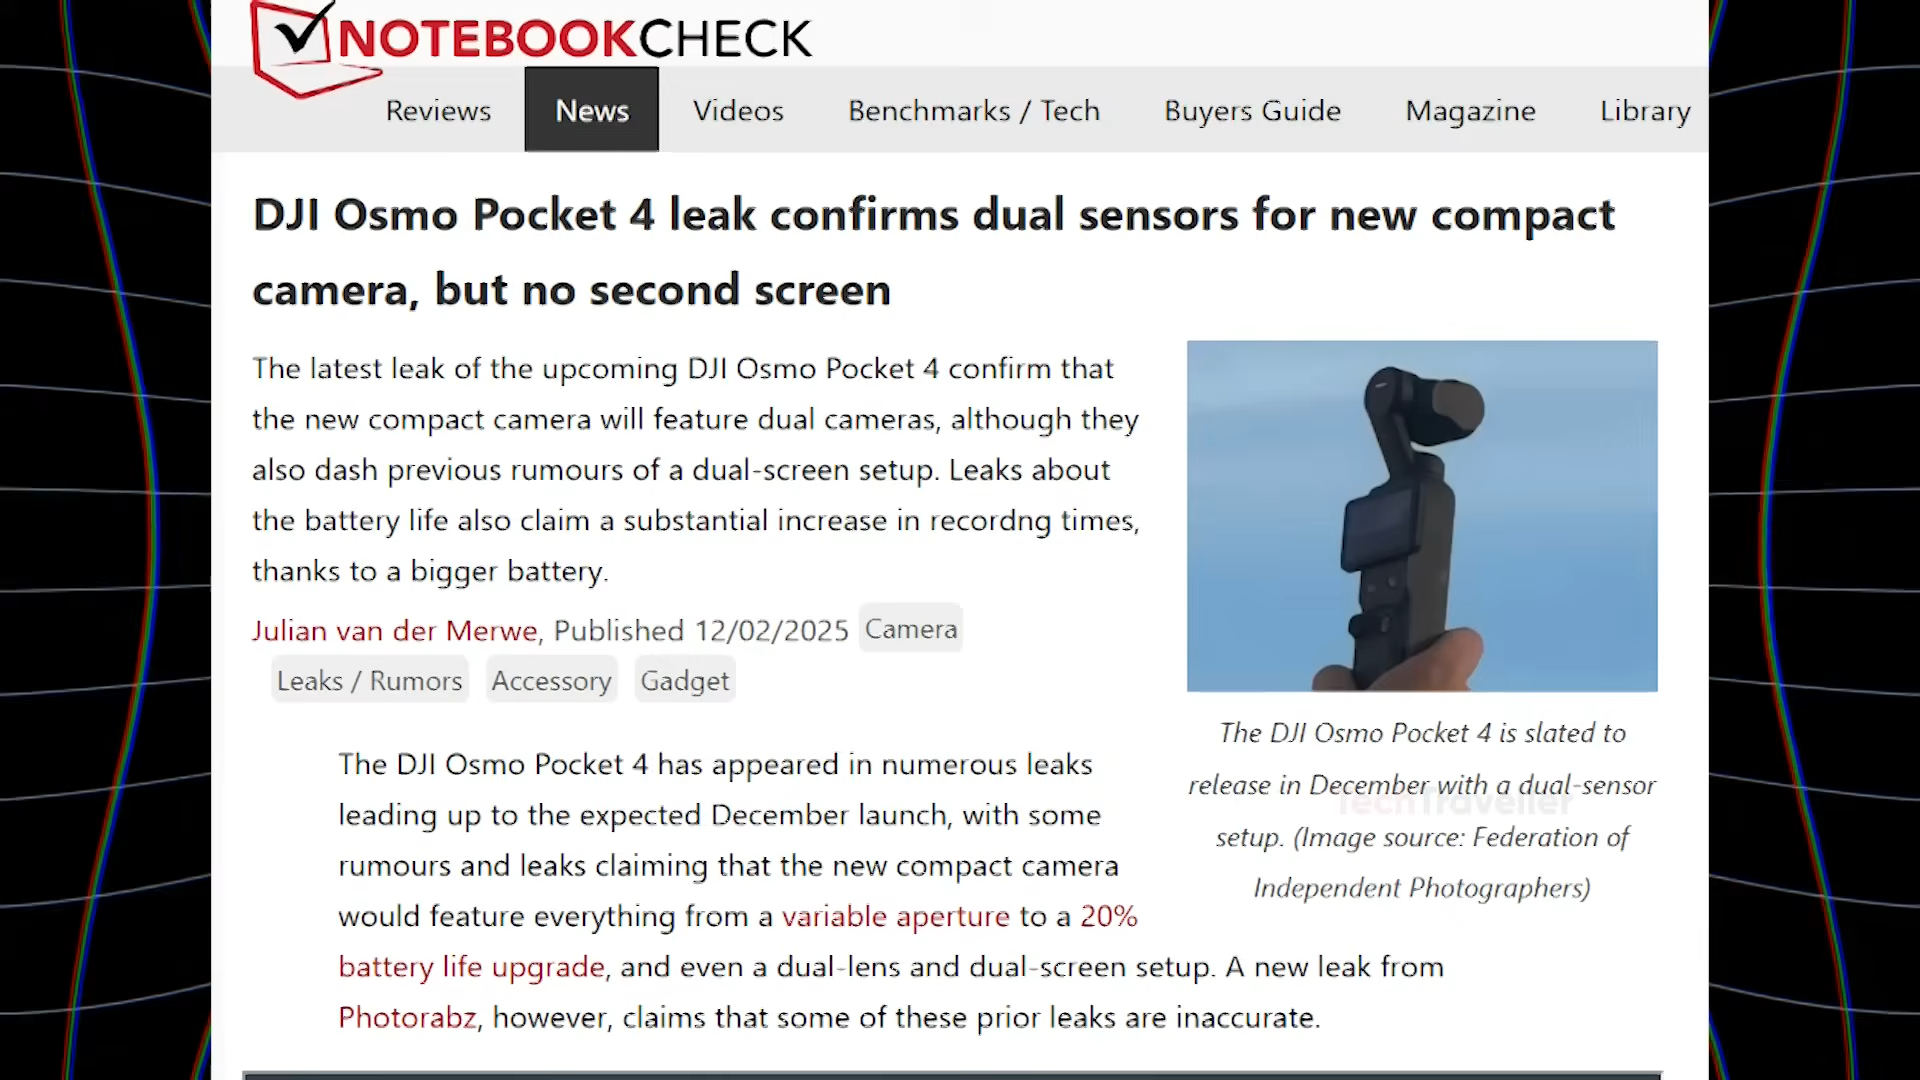 NOTEBOOKCHECK
Reviews News Videos Benchmarks / Tech Buyers Guide Magazine Library
DJI Osmo Pocket 4 leak confirms dual sensors for new compact
camera, but no second screen
The latest leak of the upcoming DJI Osmo Pocket 4 confirm that
the new compact camera will feature dual cameras, although they
also dash previous rumours of a dual-screen setup. Leaks about
the battery life also claim a substantial increase in recordng times,
thanks to a bigger battery.
Julian van der Merwe, Published 12/02/2025 Camera
Leaks / Rumors Accessory Gadget
The DJI Osmo Pocket 4 is slated to
release in December with a dual-sensor
setup. (Image source: Federation of
Independent Photographers)
TechTraveller
The DJI Osmo Pocket 4 has appeared in numerous leaks
leading up to the expected December launch, with some
rumours and leaks claiming that the new compact camera
would feature everything from a variable aperture to a 20%
battery life upgrade, and even a dual-lens and dual-screen setup. A new leak from
Photorabz, however, claims that some of these prior leaks are inaccurate.